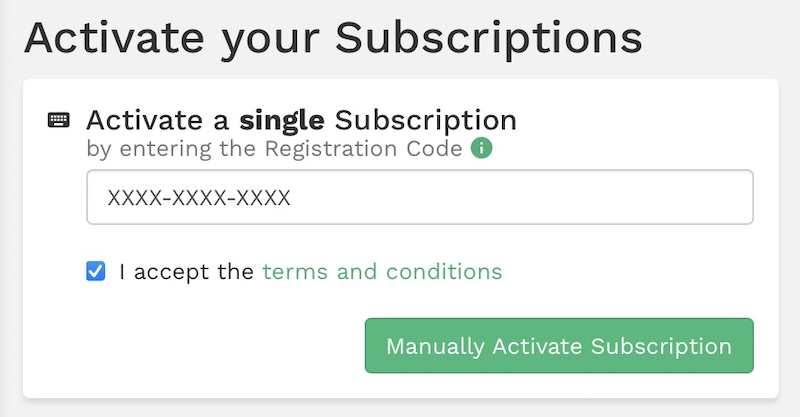 Activate your Subscriptions
Activate a single Subscription
by entering the Registration Code
XXXX-XXXX-XXXX
I accept the terms and conditions
Manually Activate Subscription